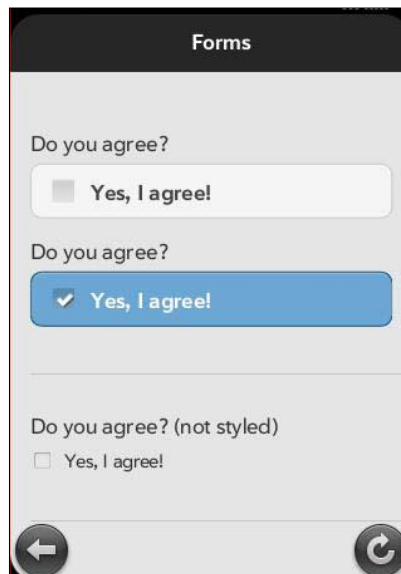 Forms
Do you agree?
Yes, I agree!
Do you agree?
Yes, I agree!
Do you agree? (not styled)
Yes, I agree!